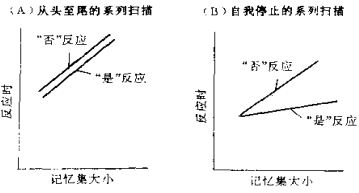 (A) 从头至尾的系列扫描
(B) 自我停止的系列扫描
“否”反应
“是”反应
反应时
记忆集大小
“否”反应
“是”反应
反应时
记忆集大小